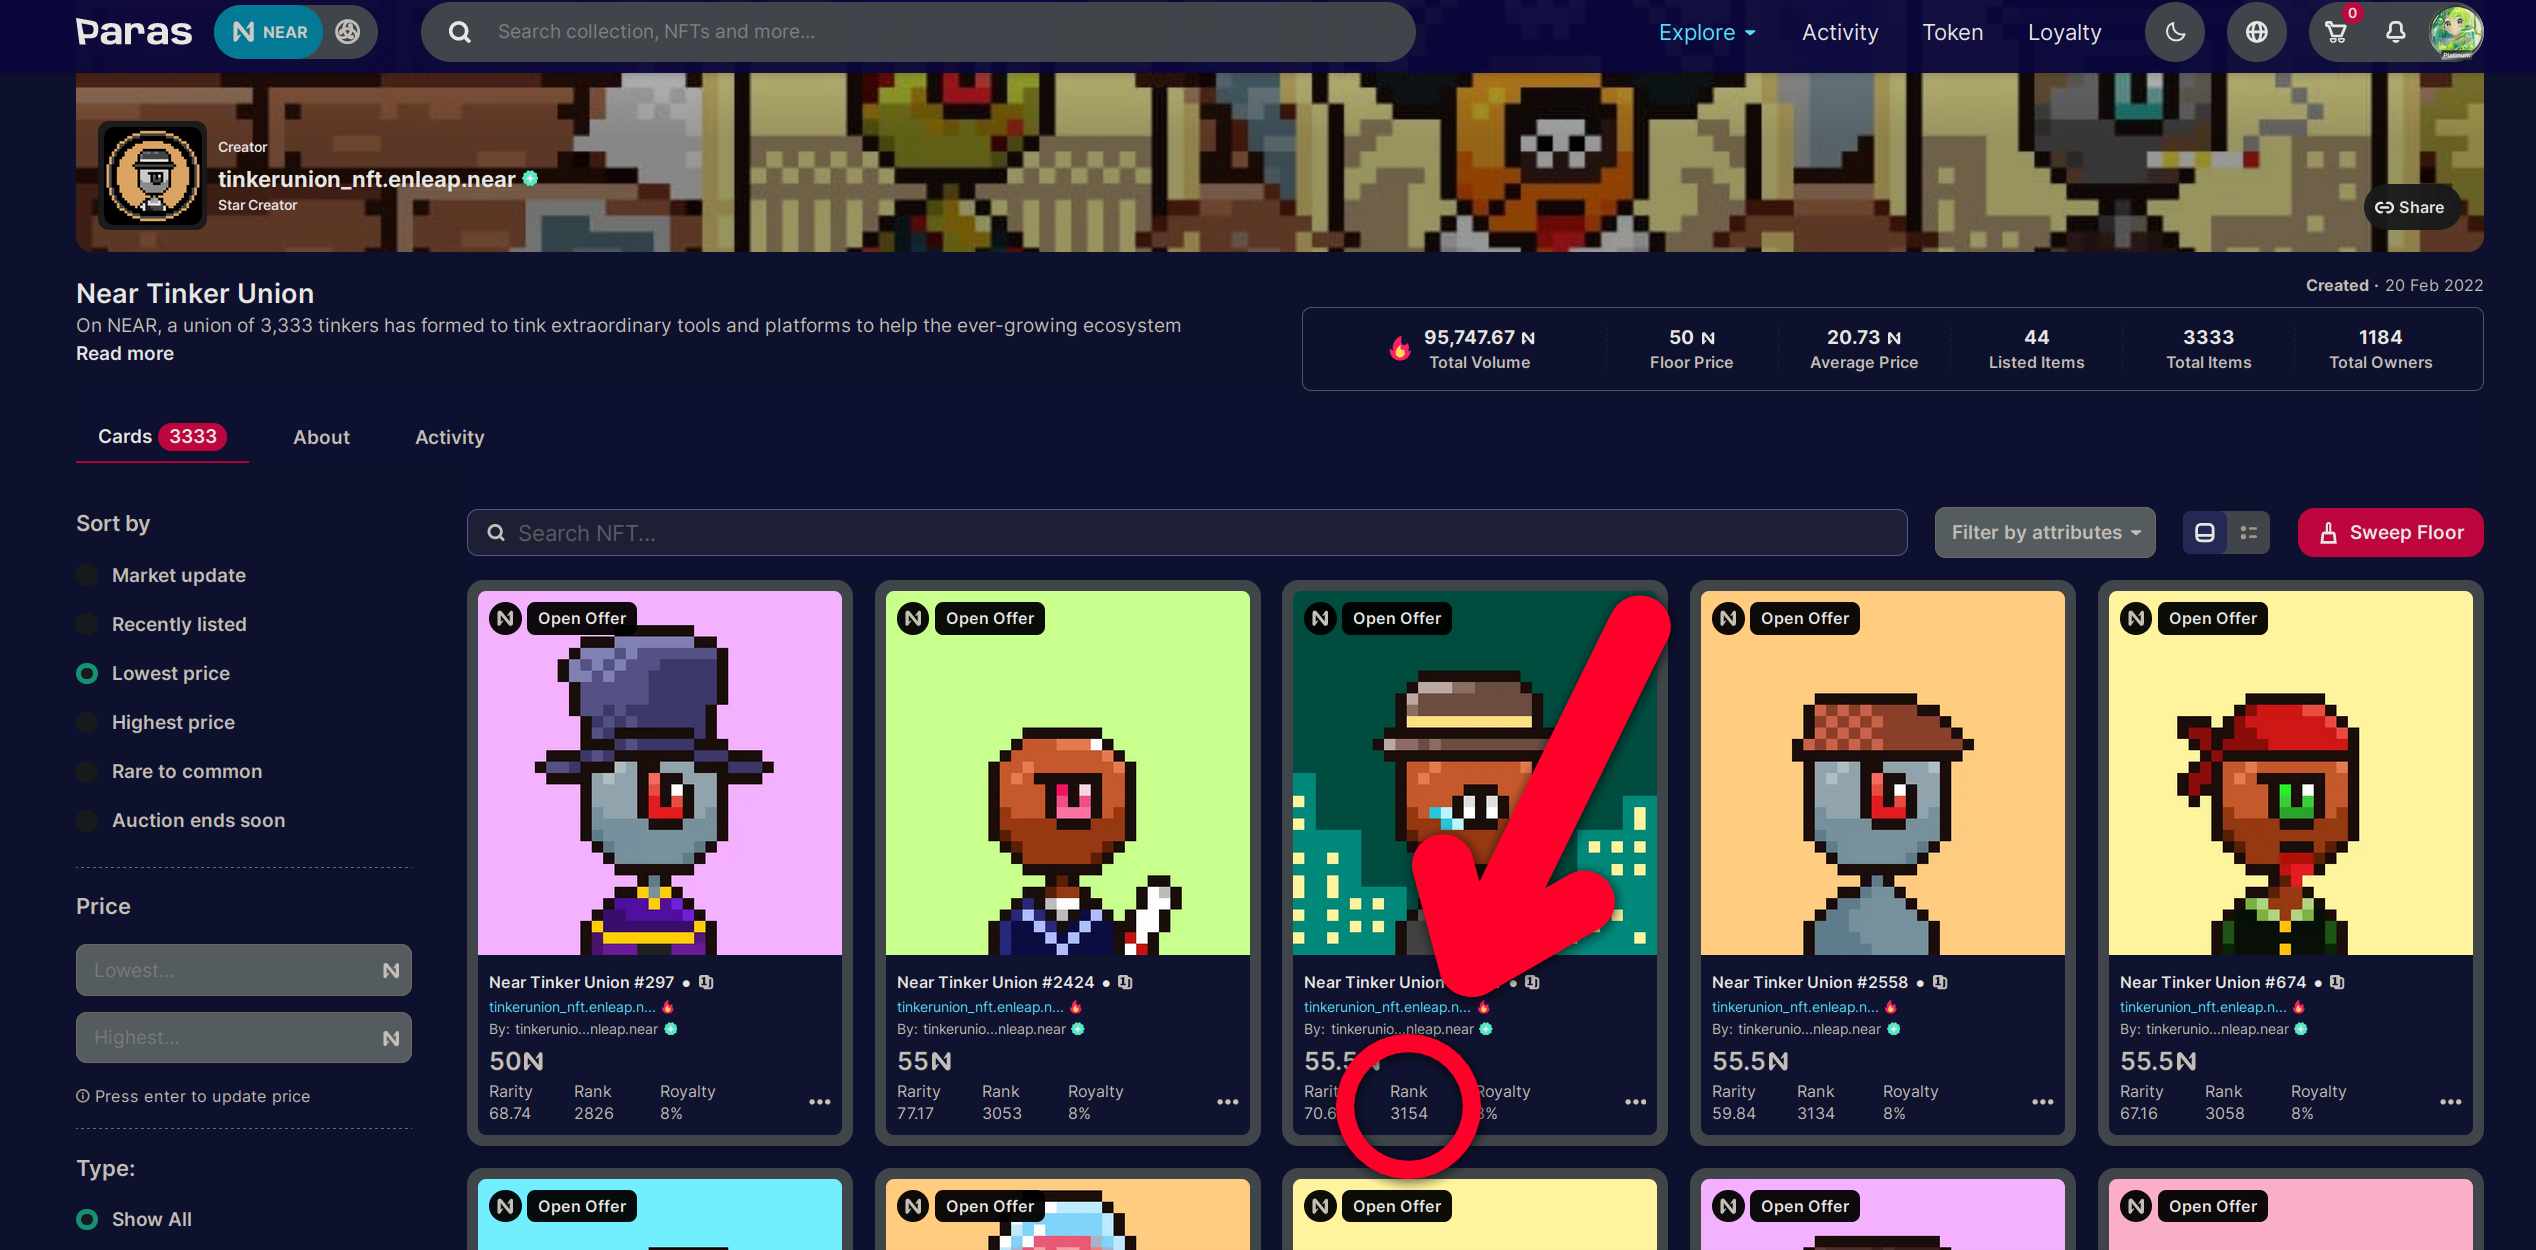 Paras
NEAR
Search collection, NFTs and more...
Explore
Activity
Token
Loyalty
0
Platinum
Creator
tinkerunion_nft.enleap.near
Star Creator
Share
Near Tinker Union
On NEAR, a union of 3,333 tinkers has formed to tink extraordinary tools and platforms to help the ever-growing ecosystem
Read more
Created · 20 Feb 2022
95,747.67 N
Total Volume
50 N
Floor Price
20.73 N
Average Price
44
Listed Items
3333
Total Items
1184
Total Owners
Cards 3333
About
Activity
Sort by
Market update
Recently listed
Lowest price
Highest price
Rare to common
Auction ends soon
Price
Lowest... N
Highest... N
Press enter to update price
Type:
Show All
Search NFT...
Filter by attributes
Sweep Floor
N Open Offer
Near Tinker Union #297 •
tinkerunion_nft.enleap.n...
By: tinkerunio...nleap.near
50N
Rarity Rank Royalty
68.74 2826 8%
N Open Offer
Near Tinker Union #2424 •
tinkerunion_nft.enleap.n...
By: tinkerunio...nleap.near
55N
Rarity Rank Royalty
77.17 3053 8%
N Open Offer
Near Tinker Union •
tinkerunion_nft.enleap.n...
By: tinkerunio...nleap.near
55.5
Rank
3154
N Open Offer
Near Tinker Union #2558 •
tinkerunion_nft.enleap.n...
By: tinkerunio...nleap.near
55.5N
Rarity Rank Royalty
59.84 3134 8%
N Open Offer
Near Tinker Union #674 •
tinkerunion_nft.enleap.n...
By: tinkerunio...nleap.near
55.5N
Rarity Rank Royalty
67.16 3058 8%
N Open Offer
N Open Offer
N Open Offer
N Open Offer
N Open Offer